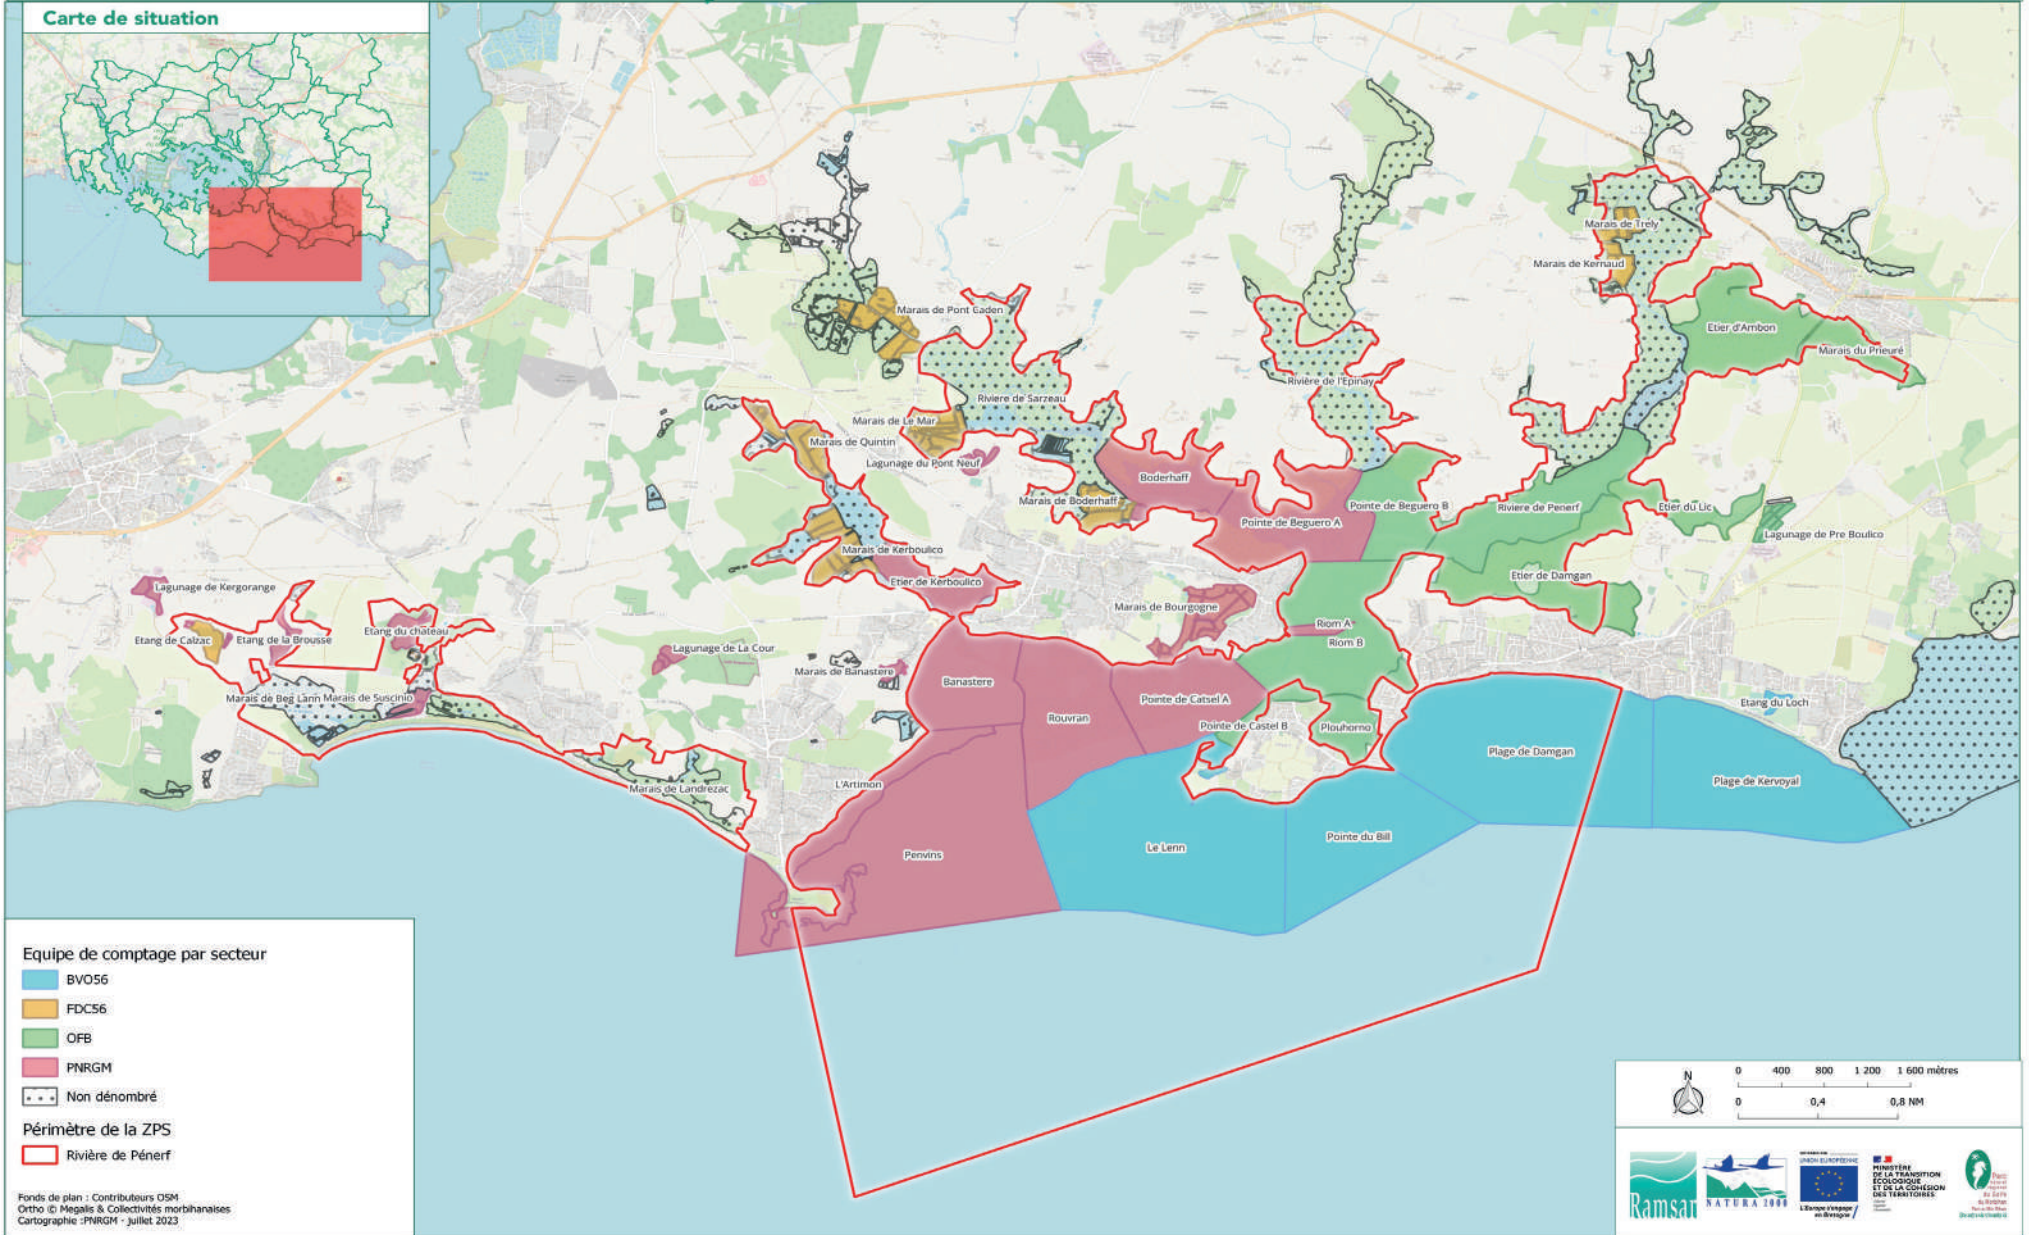 Carte de situation
Marais de Trely
Marais de Kernaud
Marais de Pont Caden
Etier d'Ambon
Marais du Prieuré
Rivière de l'Epinay
Riviere de Sarzeau
Marais de Le Mar
Marais de Quintin
Lagunage du Pont Neuf
Boderhaff
Marais de Boderhaff
Pointe de Beguero B
Riviere de Penerf
Etier du Lic
Pointe de Beguero A
Lagunage de Pre Boulico
Marais de Kerboulico
Etier de Kerboulico
Etier de Damgan
Lagunage de Kergorange
Marais de Bourgogne
Etang de Calzac
Etang de la Brousse
Etang du chateau
Riom A
Riom B
Lagunage de La Cour
Marais de Banastere
Banastere
Marais de Beg Lann
Marais de Suscinio
Pointe de Catsel A
Etang du Loch
Rouvran
Pointe de Castel B
Plouhorno
Plage de Damgan
Plage de Kervoyal
L'Artimon
Marais de Landrezac
Pointe du Bill
Le Lenn
Penvins
Equipe de comptage par secteur
BVO56
FDC56
OFB
PNRGM
Non dénombré
Périmètre de la ZPS
Rivière de Pénerf
Fonds de plan : Contributeurs OSM
Ortho © Megalis & Collectivités morbihanaises
Cartographie :PNRGM - juillet 2023
N
0 400 800 1 200 1 600 mètres
0 0,4 0,8 NM
Ramsar
NATURA 2000
UNION EUROPÉENNE
L'Europe s'engage
en Bretagne
MINISTÈRE
DE LA TRANSITION
ÉCOLOGIQUE
ET DE LA COHÉSION
DES TERRITOIRES
Parc